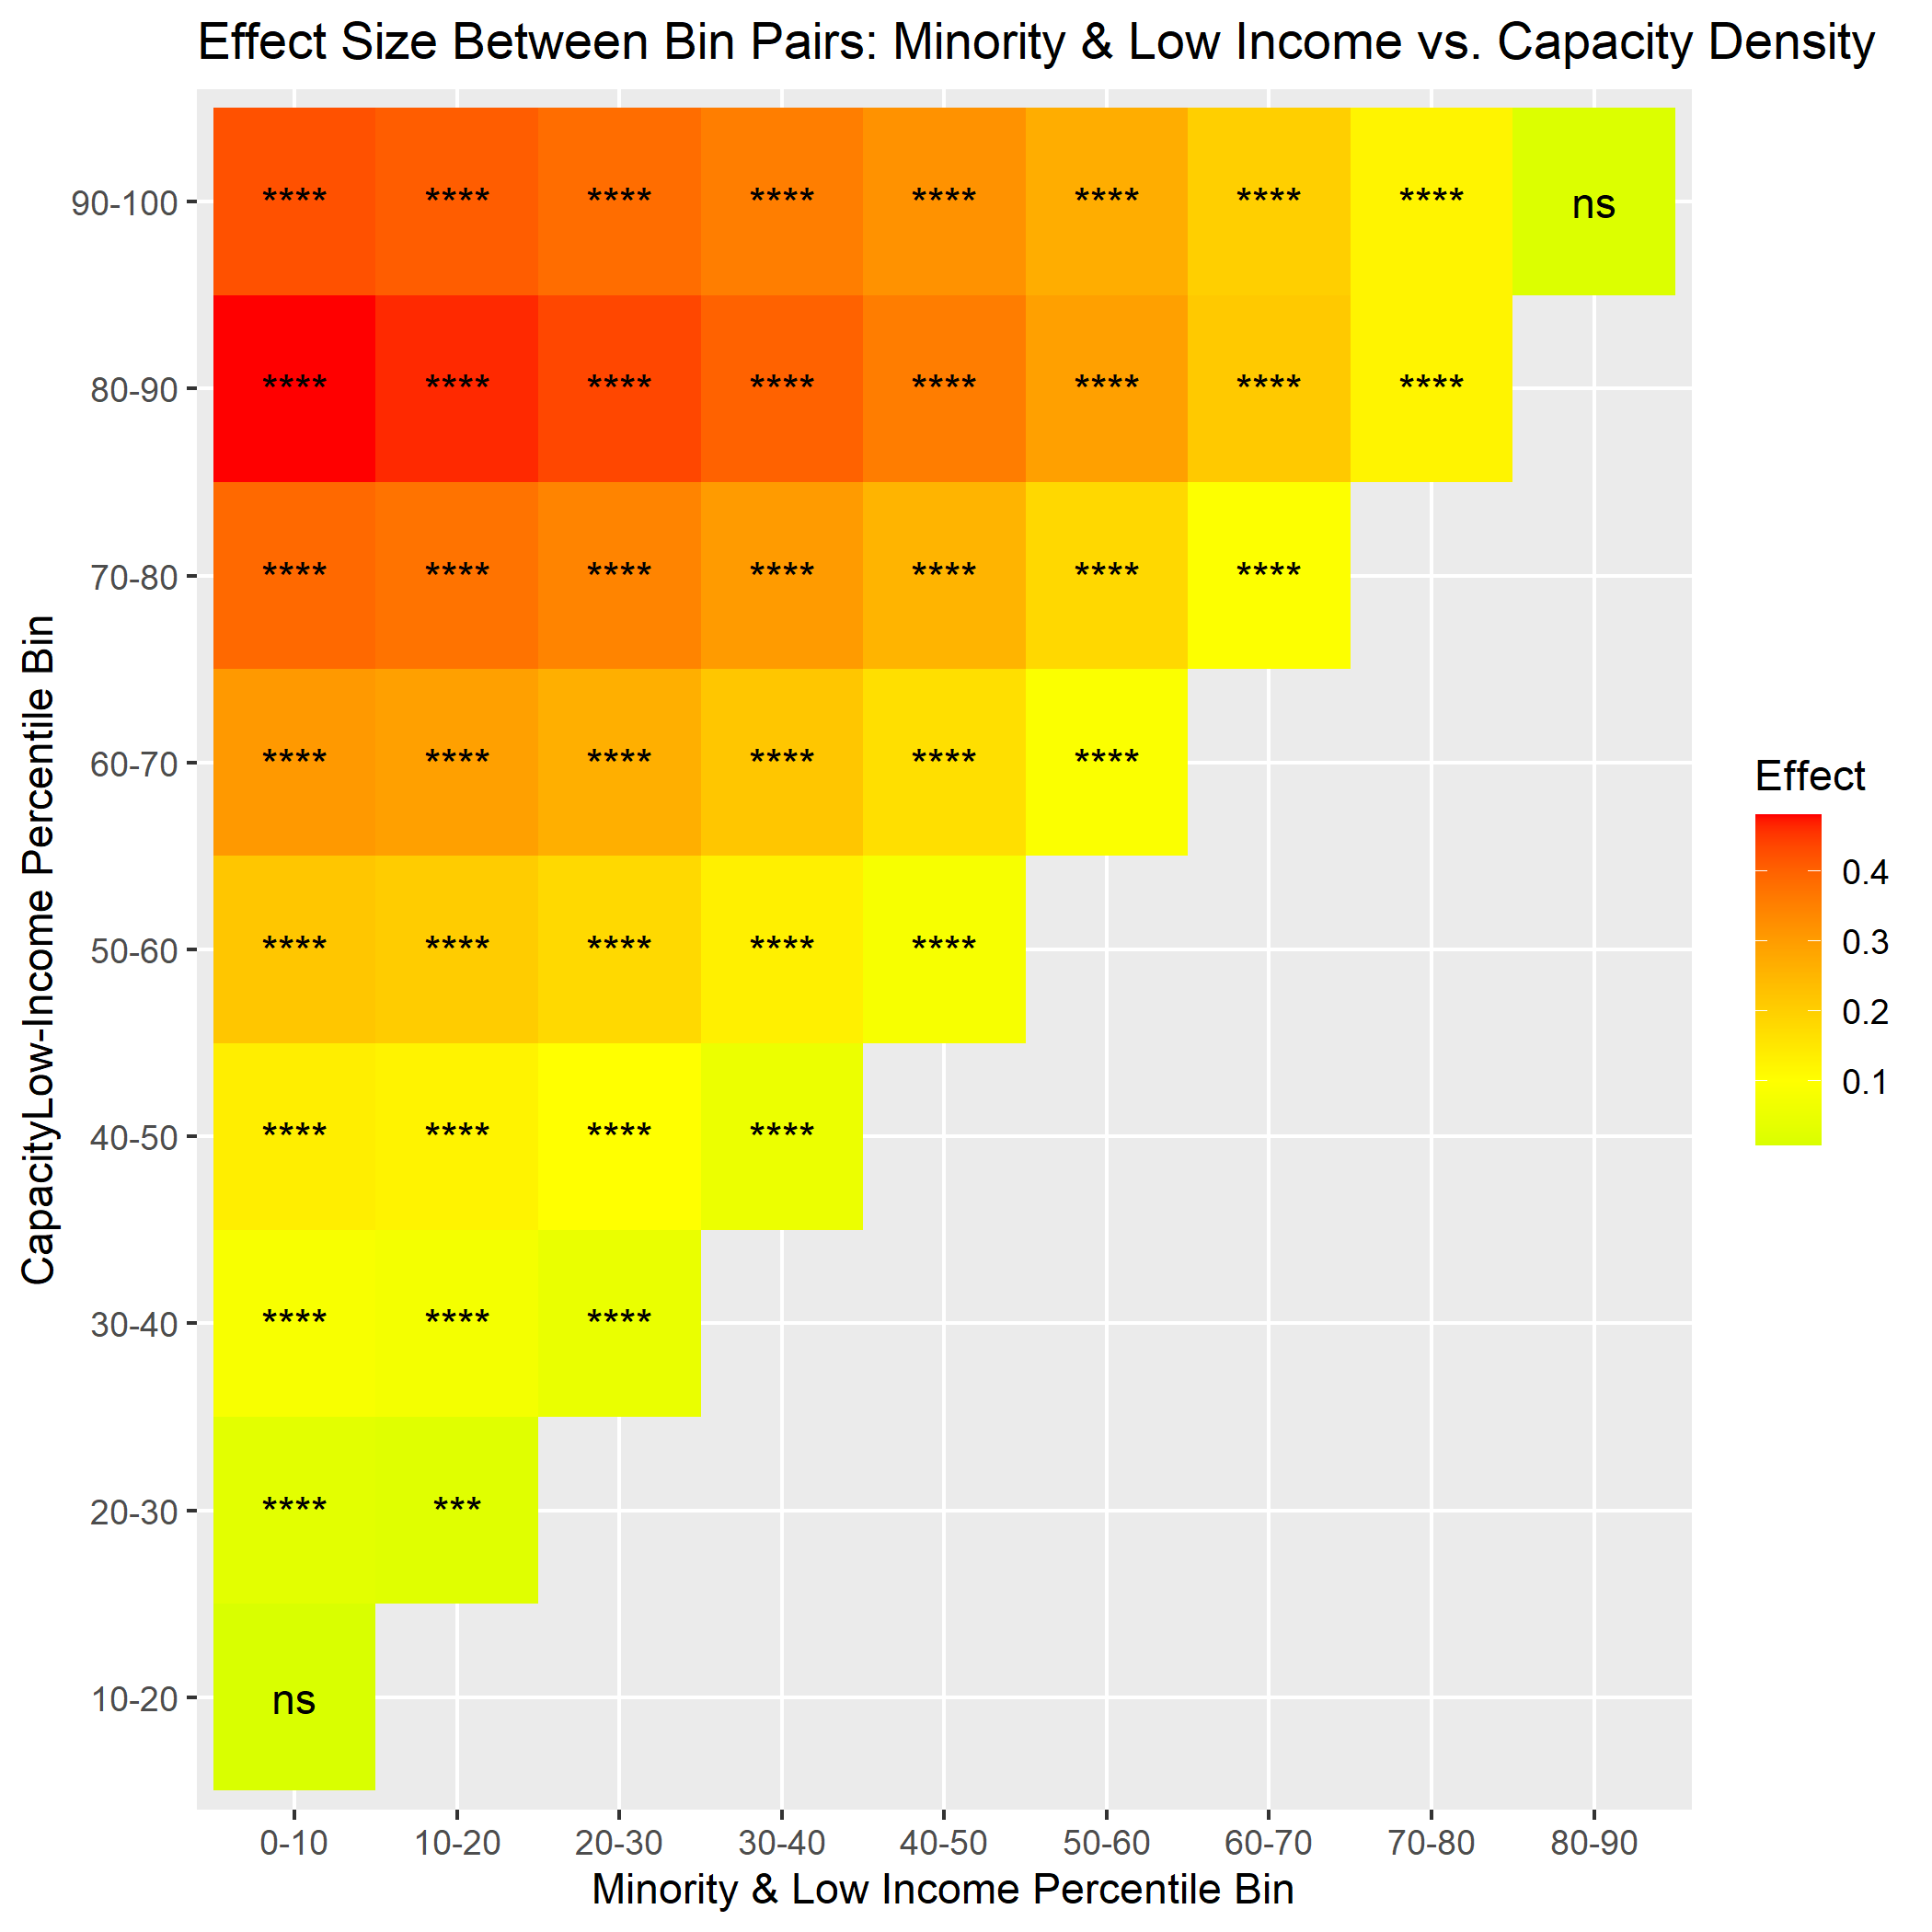 Effect Size Between Bin Pairs: Minority & Low Income vs. Capacity Density
CapacityLow-Income Percentile Bin
90-100 **** **** **** **** **** **** **** **** ns
80-90 **** **** **** **** **** **** **** ****
70-80 **** **** **** **** **** **** ****
60-70 **** **** **** **** **** ****
50-60 **** **** **** **** ****
40-50 **** **** **** ****
30-40 **** **** ****
20-30 **** ***
10-20 ns
0-10 10-20 20-30 30-40 40-50 50-60 60-70 70-80 80-90
Minority & Low Income Percentile Bin
Effect
0.4
0.3
0.2
0.1